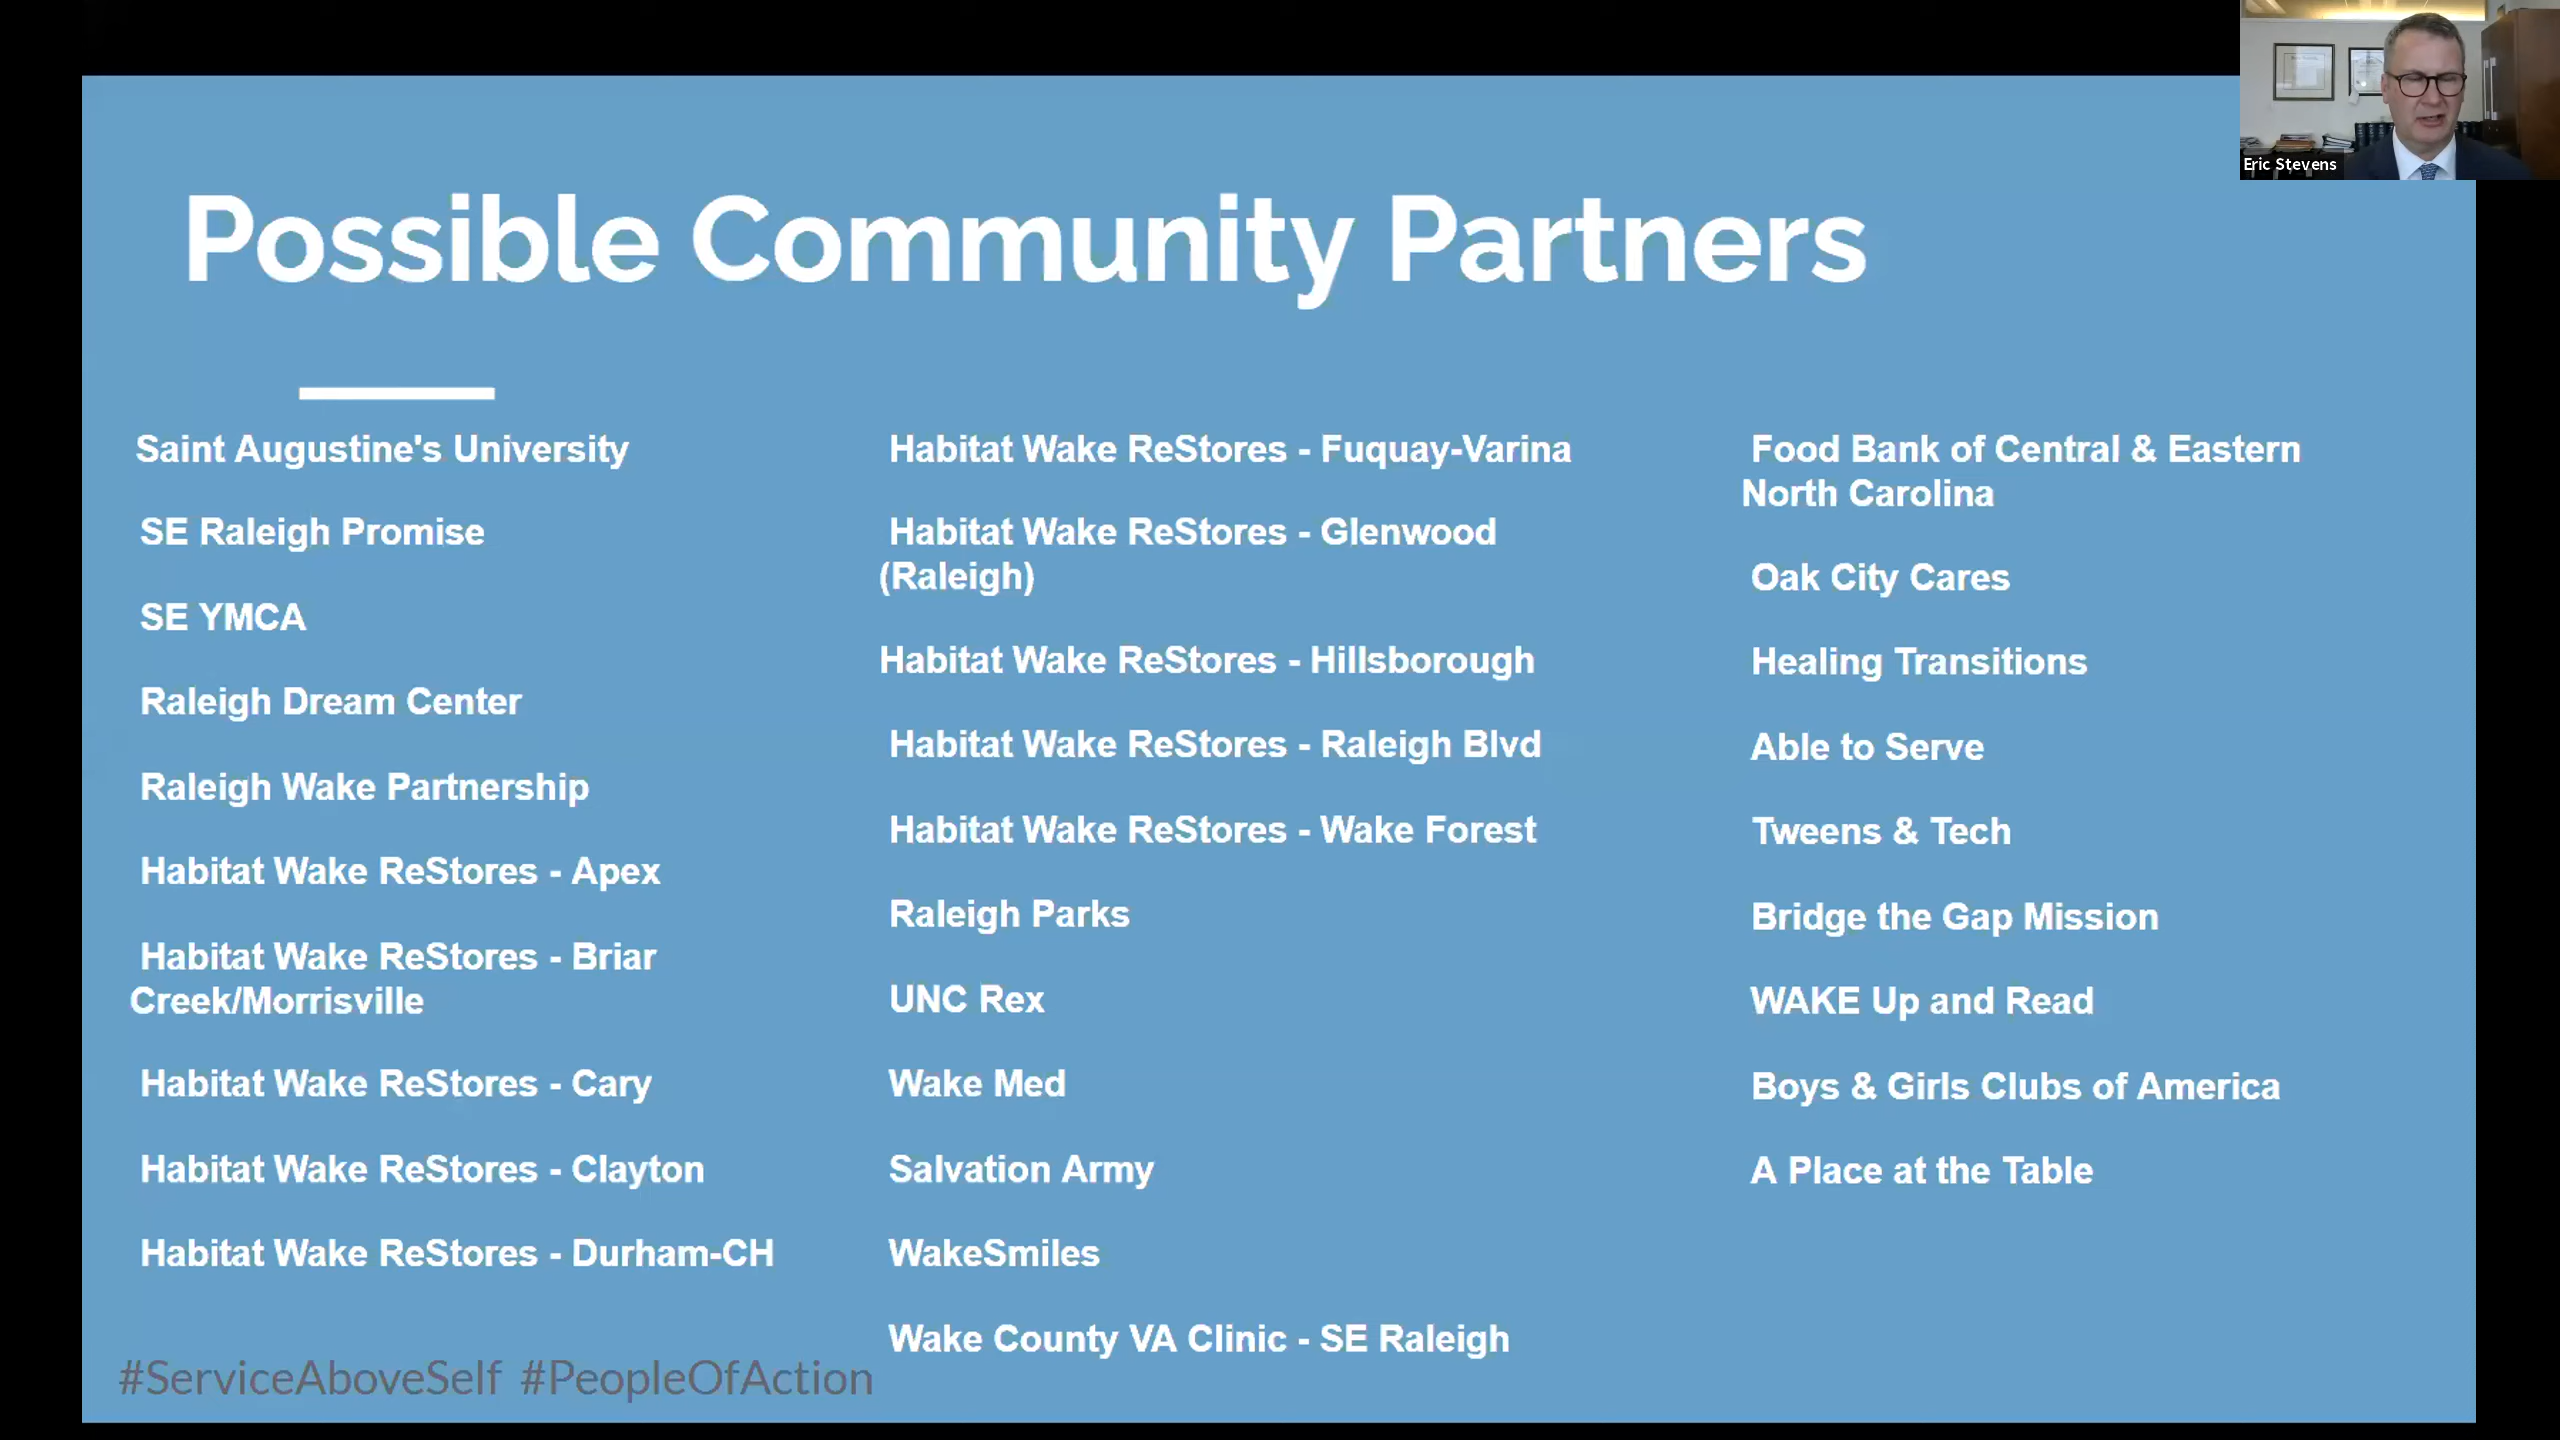 Eric Stevens
Possible Community Partners
Saint Augustine's University
SE Raleigh Promise
SE YMCA
Raleigh Dream Center
Raleigh Wake Partnership
Habitat Wake ReStores - Apex
Habitat Wake ReStores - Briar
Creek/Morrisville
Habitat Wake ReStores - Cary
Habitat Wake ReStores - Clayton
Habitat Wake ReStores - Durham-CH
Habitat Wake ReStores - Fuquay-Varina
Habitat Wake ReStores - Glenwood
(Raleigh)
Habitat Wake ReStores - Hillsborough
Habitat Wake ReStores - Raleigh Blvd
Habitat Wake ReStores - Wake Forest
Raleigh Parks
UNC Rex
Wake Med
Salvation Army
WakeSmiles
Wake County VA Clinic - SE Raleigh
Food Bank of Central & Eastern
North Carolina
Oak City Cares
Healing Transitions
Able to Serve
Tweens & Tech
Bridge the Gap Mission
WAKE Up and Read
Boys & Girls Clubs of America
A Place at the Table
#ServiceAboveSelf #PeopleOfAction